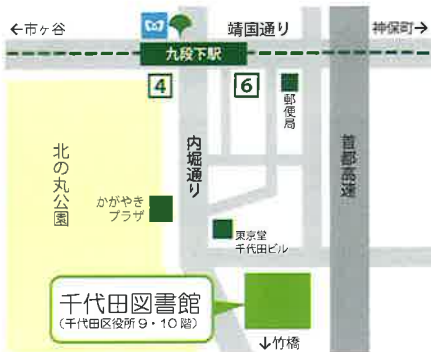 ←市ヶ谷
靖国通り
神保町→
九段下駅
4
6
郵便局
内堀通り
首都高速
北の丸公園
かがやき
プラザ
東京堂
千代田ビル
千代田図書館
(千代田区役所9・10階)
↓竹橋